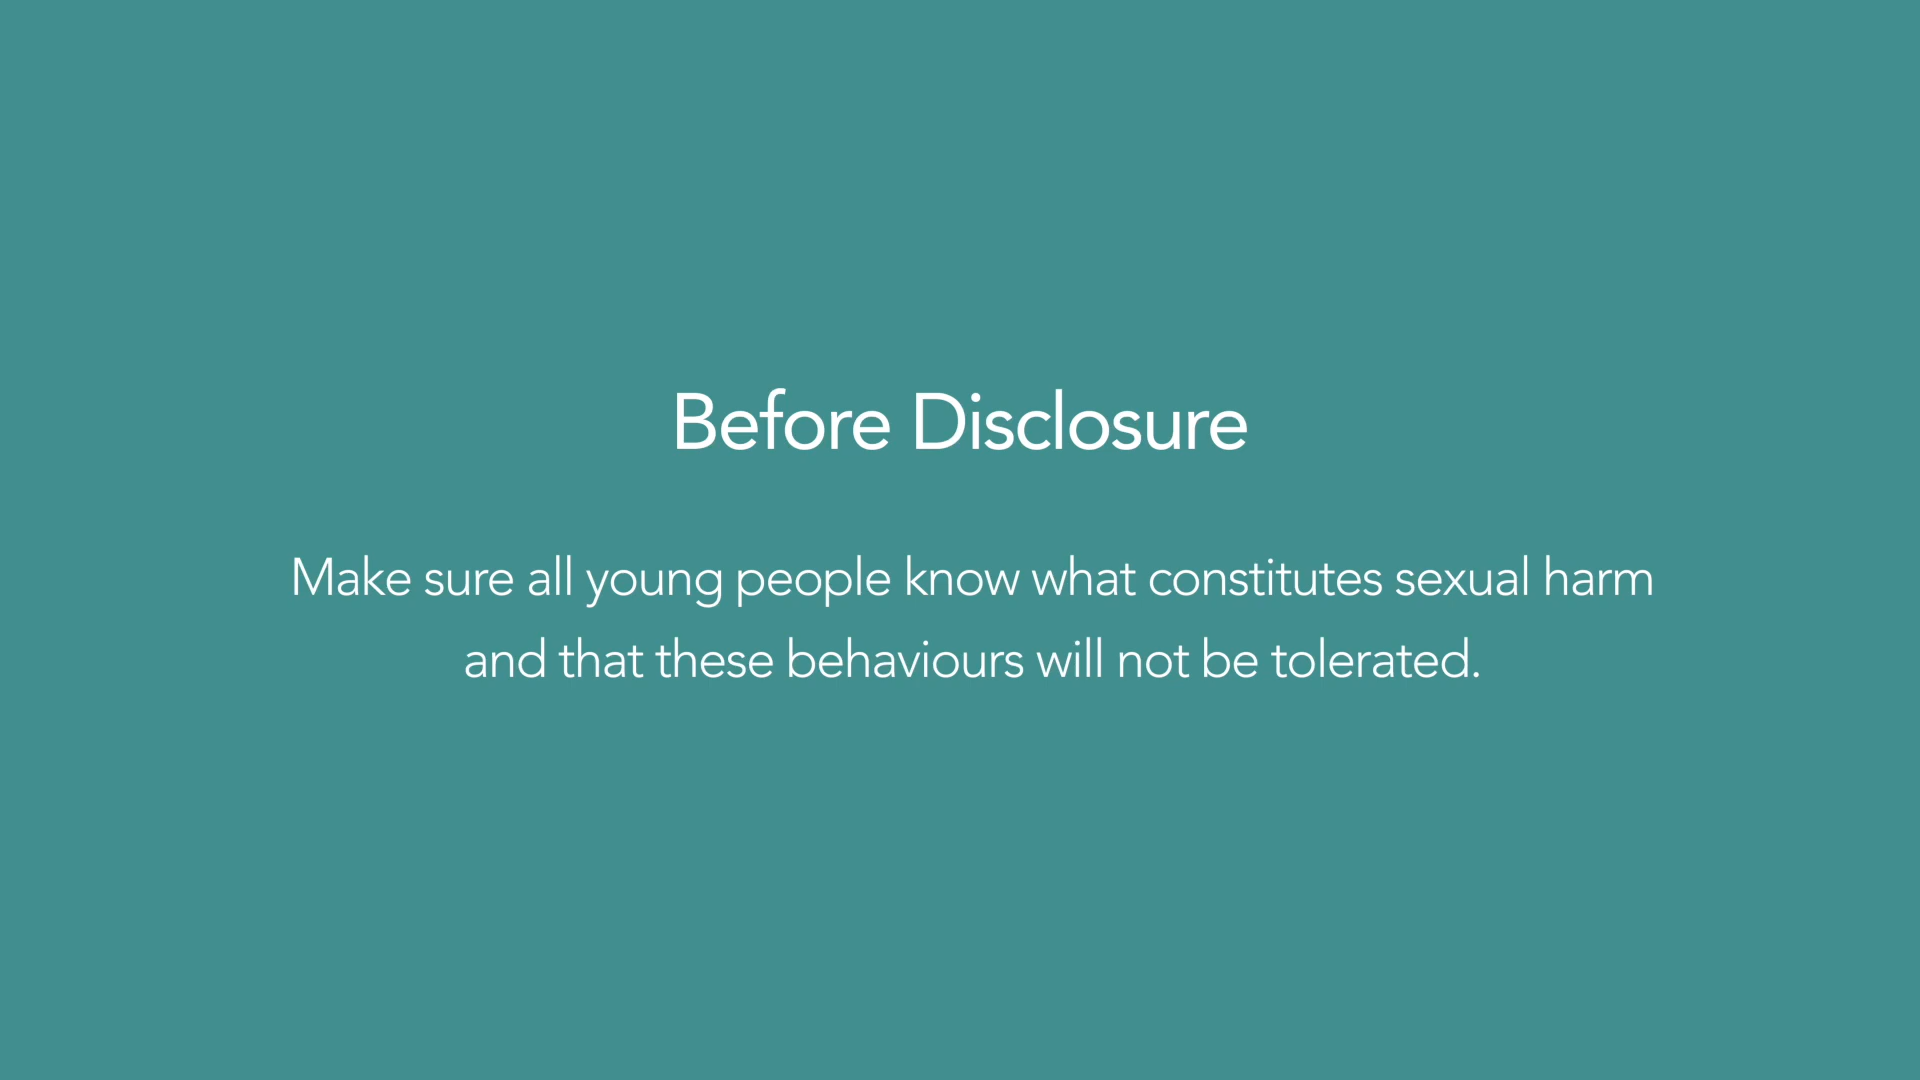 Before Disclosure
Make sure all young people know what constitutes sexual harm
and that these behaviours will not be tolerated.